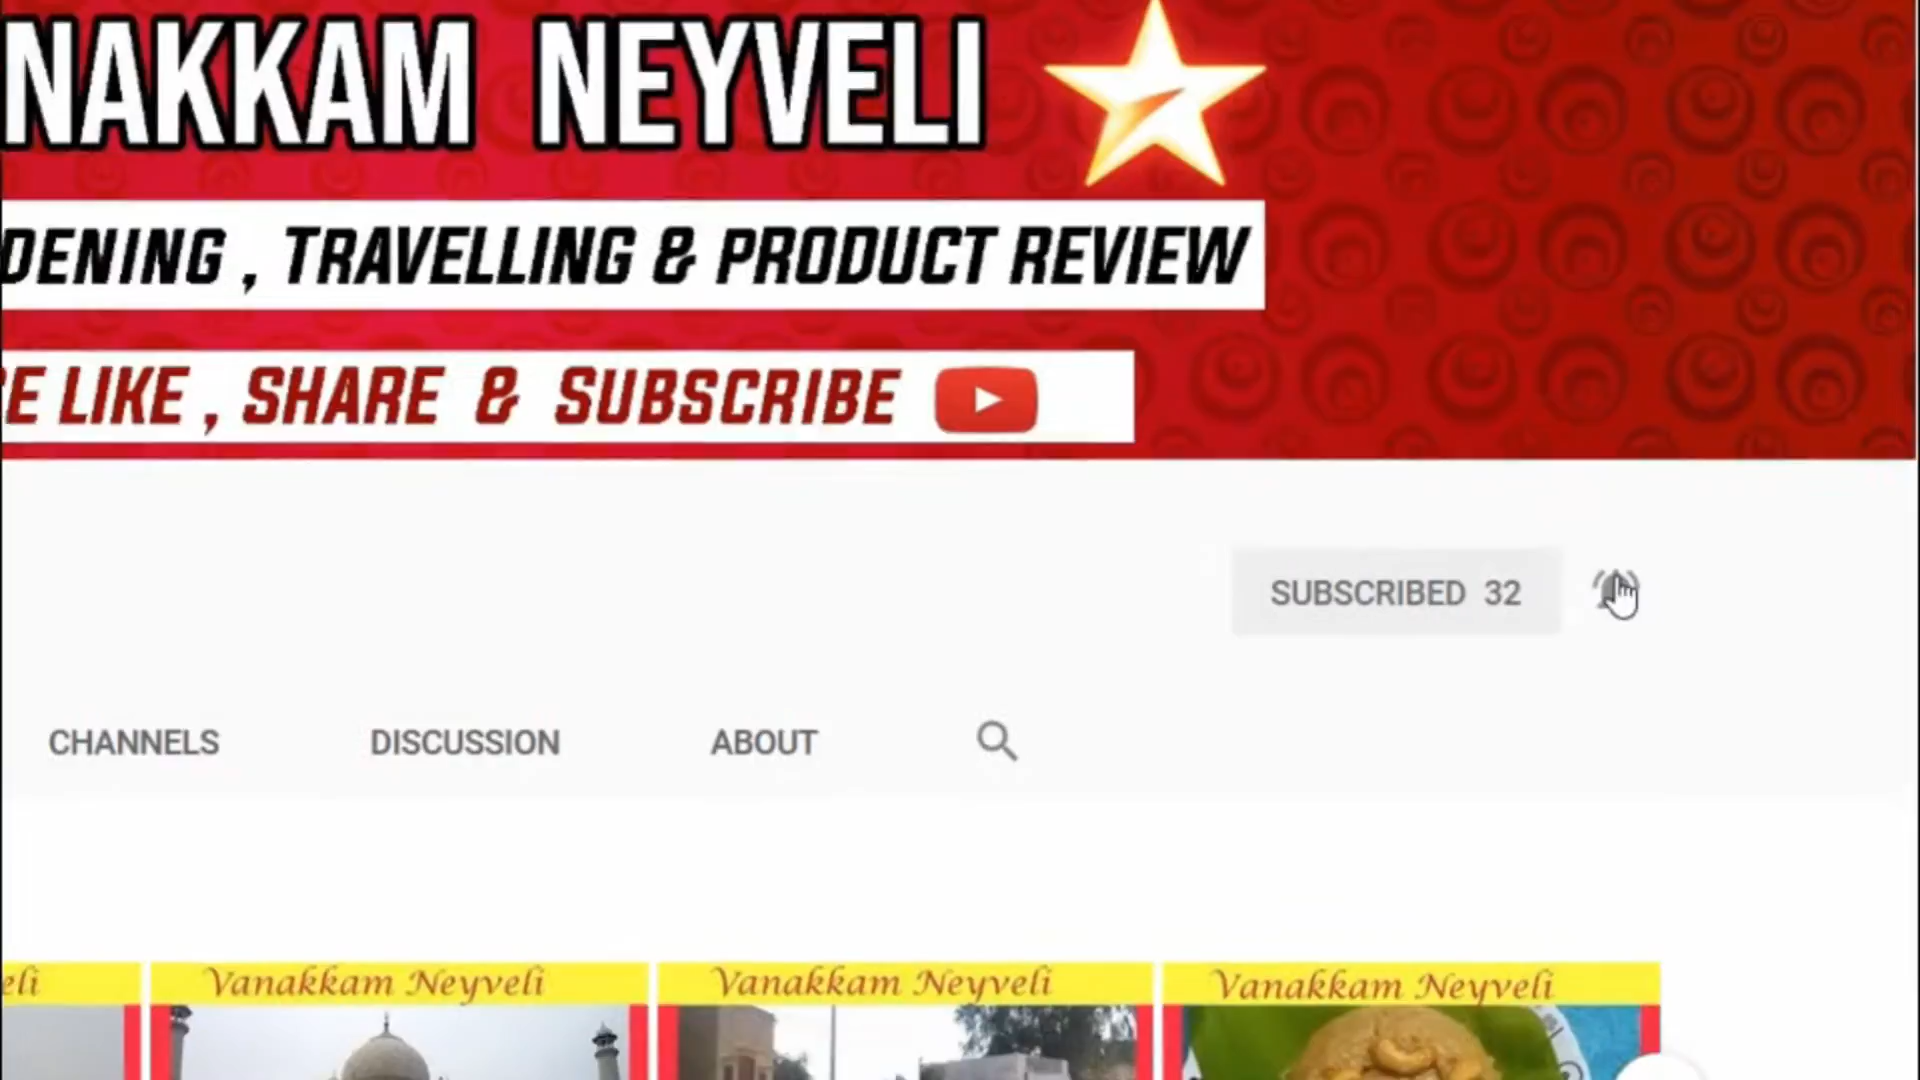 NAKKAM NEYVELI
DENING , TRAVELLING & PRODUCT REVIEW
E LIKE , SHARE & SUBSCRIBE
SUBSCRIBED 32
CHANNELS DISCUSSION ABOUT
eli Vanakkam Neyveli Vanakkam Neyveli Vanakkam Neyveli